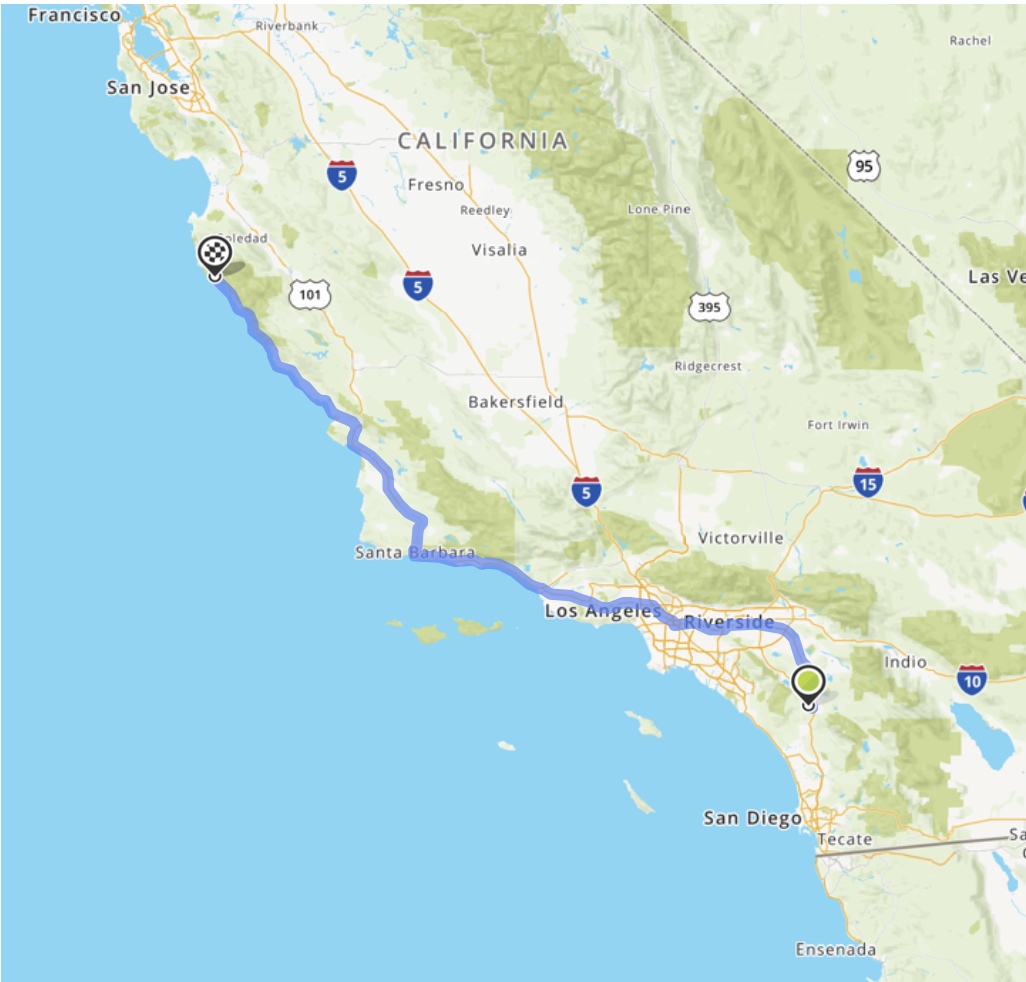 Francisco
Riverbank
Rachel
San Jose
CALIFORNIA
95
5
Fresno
Reedley
Lone Pine
oledad
Visalia
Las Ve
5
101
395
Ridgecrest
Bakersfield
Fort Irwin
15
5
Victorville
Santa Barbara
Los Angeles
Riverside
Indio
10
San Diego
Tecate
Sa
Ensenada